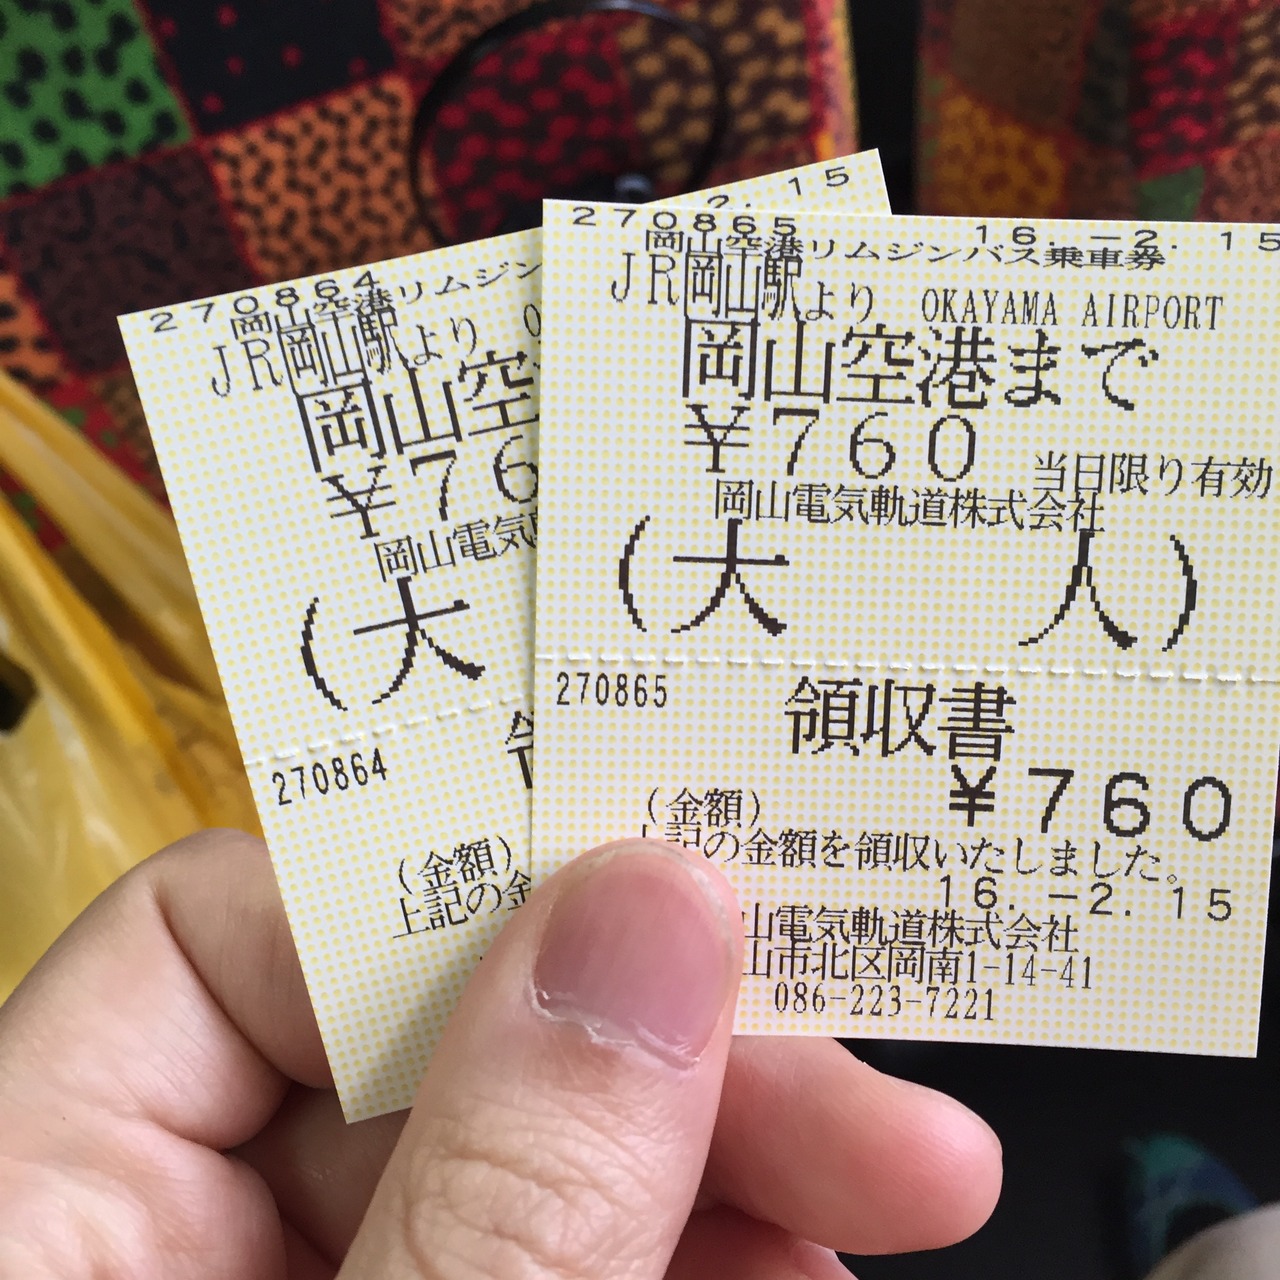 2. 15
270864
岡山空港リムジン
JR岡山駅より
岡山空
￥76
岡山電気
(大
270864
(金額)
上記の金
270865 16. -2. 15
岡山空港リムジンバス乗車券
JR岡山駅より OKAYAMA AIRPORT
岡山空港まで
￥760 当日限り有効
岡山電気軌道株式会社
(大 人)
270865 領収書
￥760
(金額)
上記の金額を領収いたしました。
16. -2. 15
山電気軌道株式会社
山市北区岡南1-14-41
086-223-7221